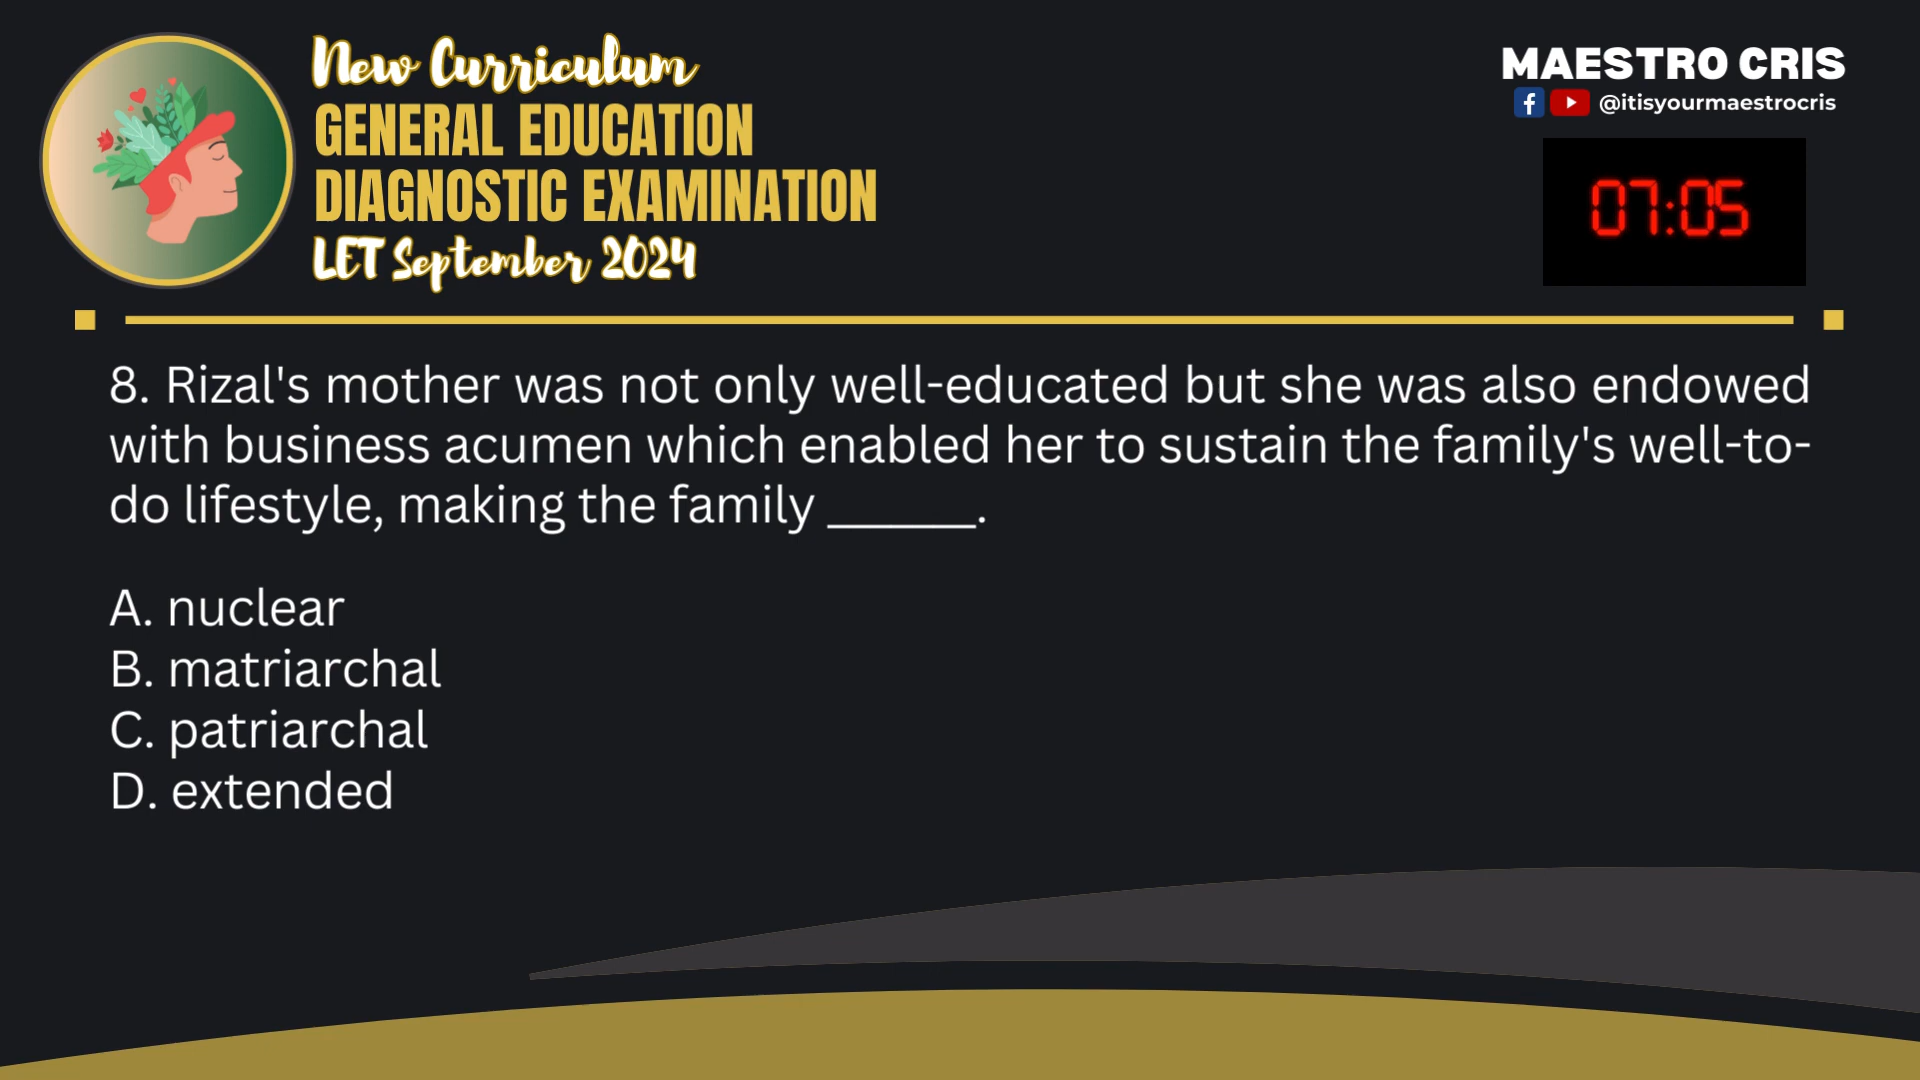 New Curriculum
GENERAL EDUCATION
DIAGNOSTIC EXAMINATION
LET September 2024
MAESTRO CRIS
@itisyourmaestrocris
07:05
8. Rizal's mother was not only well-educated but she was also endowed
with business acumen which enabled her to sustain the family's well-to-
do lifestyle, making the family ______.
A. nuclear
B. matriarchal
C. patriarchal
D. extended